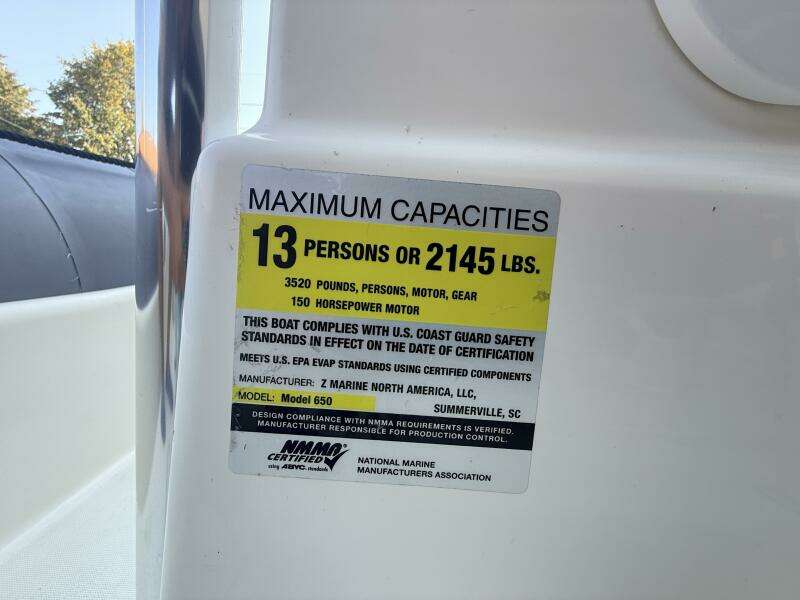 MAXIMUM CAPACITIES
13 PERSONS OR 2145 LBS.
3520 POUNDS, PERSONS, MOTOR, GEAR
150 HORSEPOWER MOTOR
THIS BOAT COMPLIES WITH U.S. COAST GUARD SAFETY
STANDARDS IN EFFECT ON THE DATE OF CERTIFICATION
MEETS U.S. EPA EVAP STANDARDS USING CERTIFIED COMPONENTS
MANUFACTURER: Z MARINE NORTH AMERICA, LLC,
MODEL: Model 650 SUMMERVILLE, SC
DESIGN COMPLIANCE WITH NMMA REQUIREMENTS IS VERIFIED.
MANUFACTURER RESPONSIBLE FOR PRODUCTION CONTROL.
NMMA®
CERTIFIED
using ABYC standards
NATIONAL MARINE
MANUFACTURERS ASSOCIATION